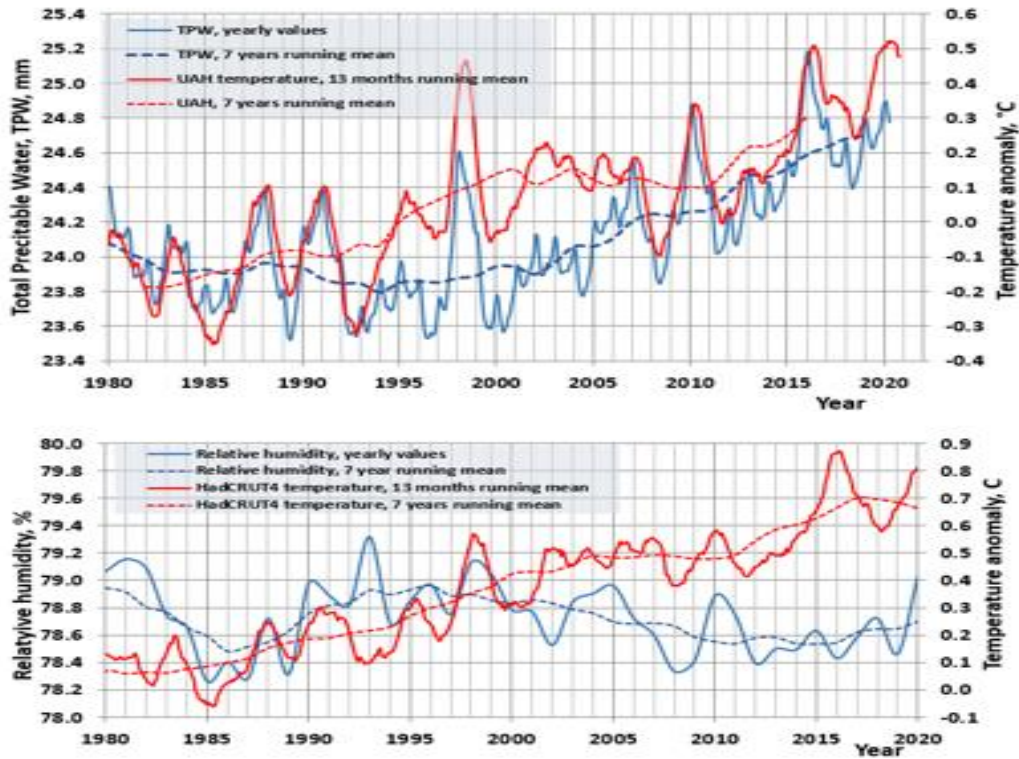 25.4
25.2
25.0
24.8
24.6
24.4
24.2
24.0
23.8
23.6
23.4
Total Precitable Water, TPW, mm
TPW, yearly values
TPW, 7 years running mean
UAH temperature, 13 months running mean
UAH, 7 years running mean
0.6
0.5
0.4
0.3
0.2
0.1
0.0
-0.1
-0.2
-0.3
-0.4
Temperature anomaly, °C
1980 1985 1990 1995 2000 2005 2010 2015 2020
Year
80.0
79.8
79.6
79.4
79.2
79.0
78.8
78.6
78.4
78.2
78.0
Relatyive humidity, %
Relative humidity, yearly values
Relative humidity, 7 year running mean
HadCRUT4 temperature, 13 months running mean
HadCRUT4 temperature, 7 years running mean
0.9
0.8
0.7
0.6
0.5
0.4
0.3
0.2
0.1
0.0
-0.1
Temperature anomaly, C
1980 1985 1990 1995 2000 2005 2010 2015 2020
Year